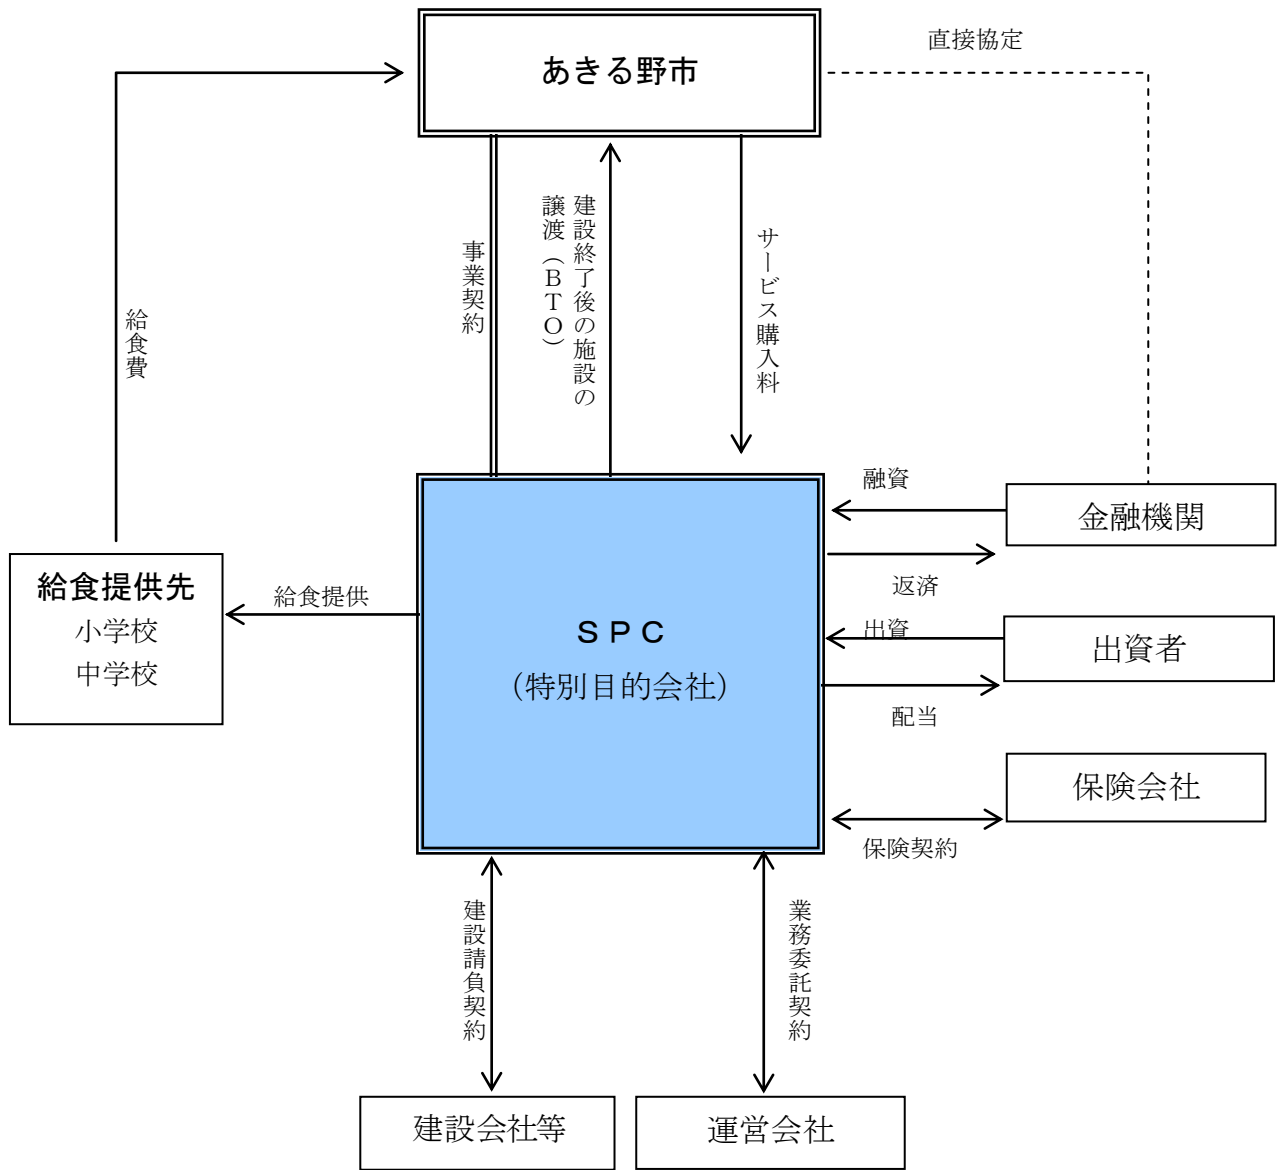 あきる野市
直接協定
事業契約
建設終了後の施設の
譲渡（BTO）
サービス購入料
給食費
給食提供先
小学校
中学校
給食提供
ＳＰＣ
（特別目的会社）
融資
金融機関
返済
出資
出資者
配当
保険会社
保険契約
建設請負契約
業務委託契約
建設会社等
運営会社